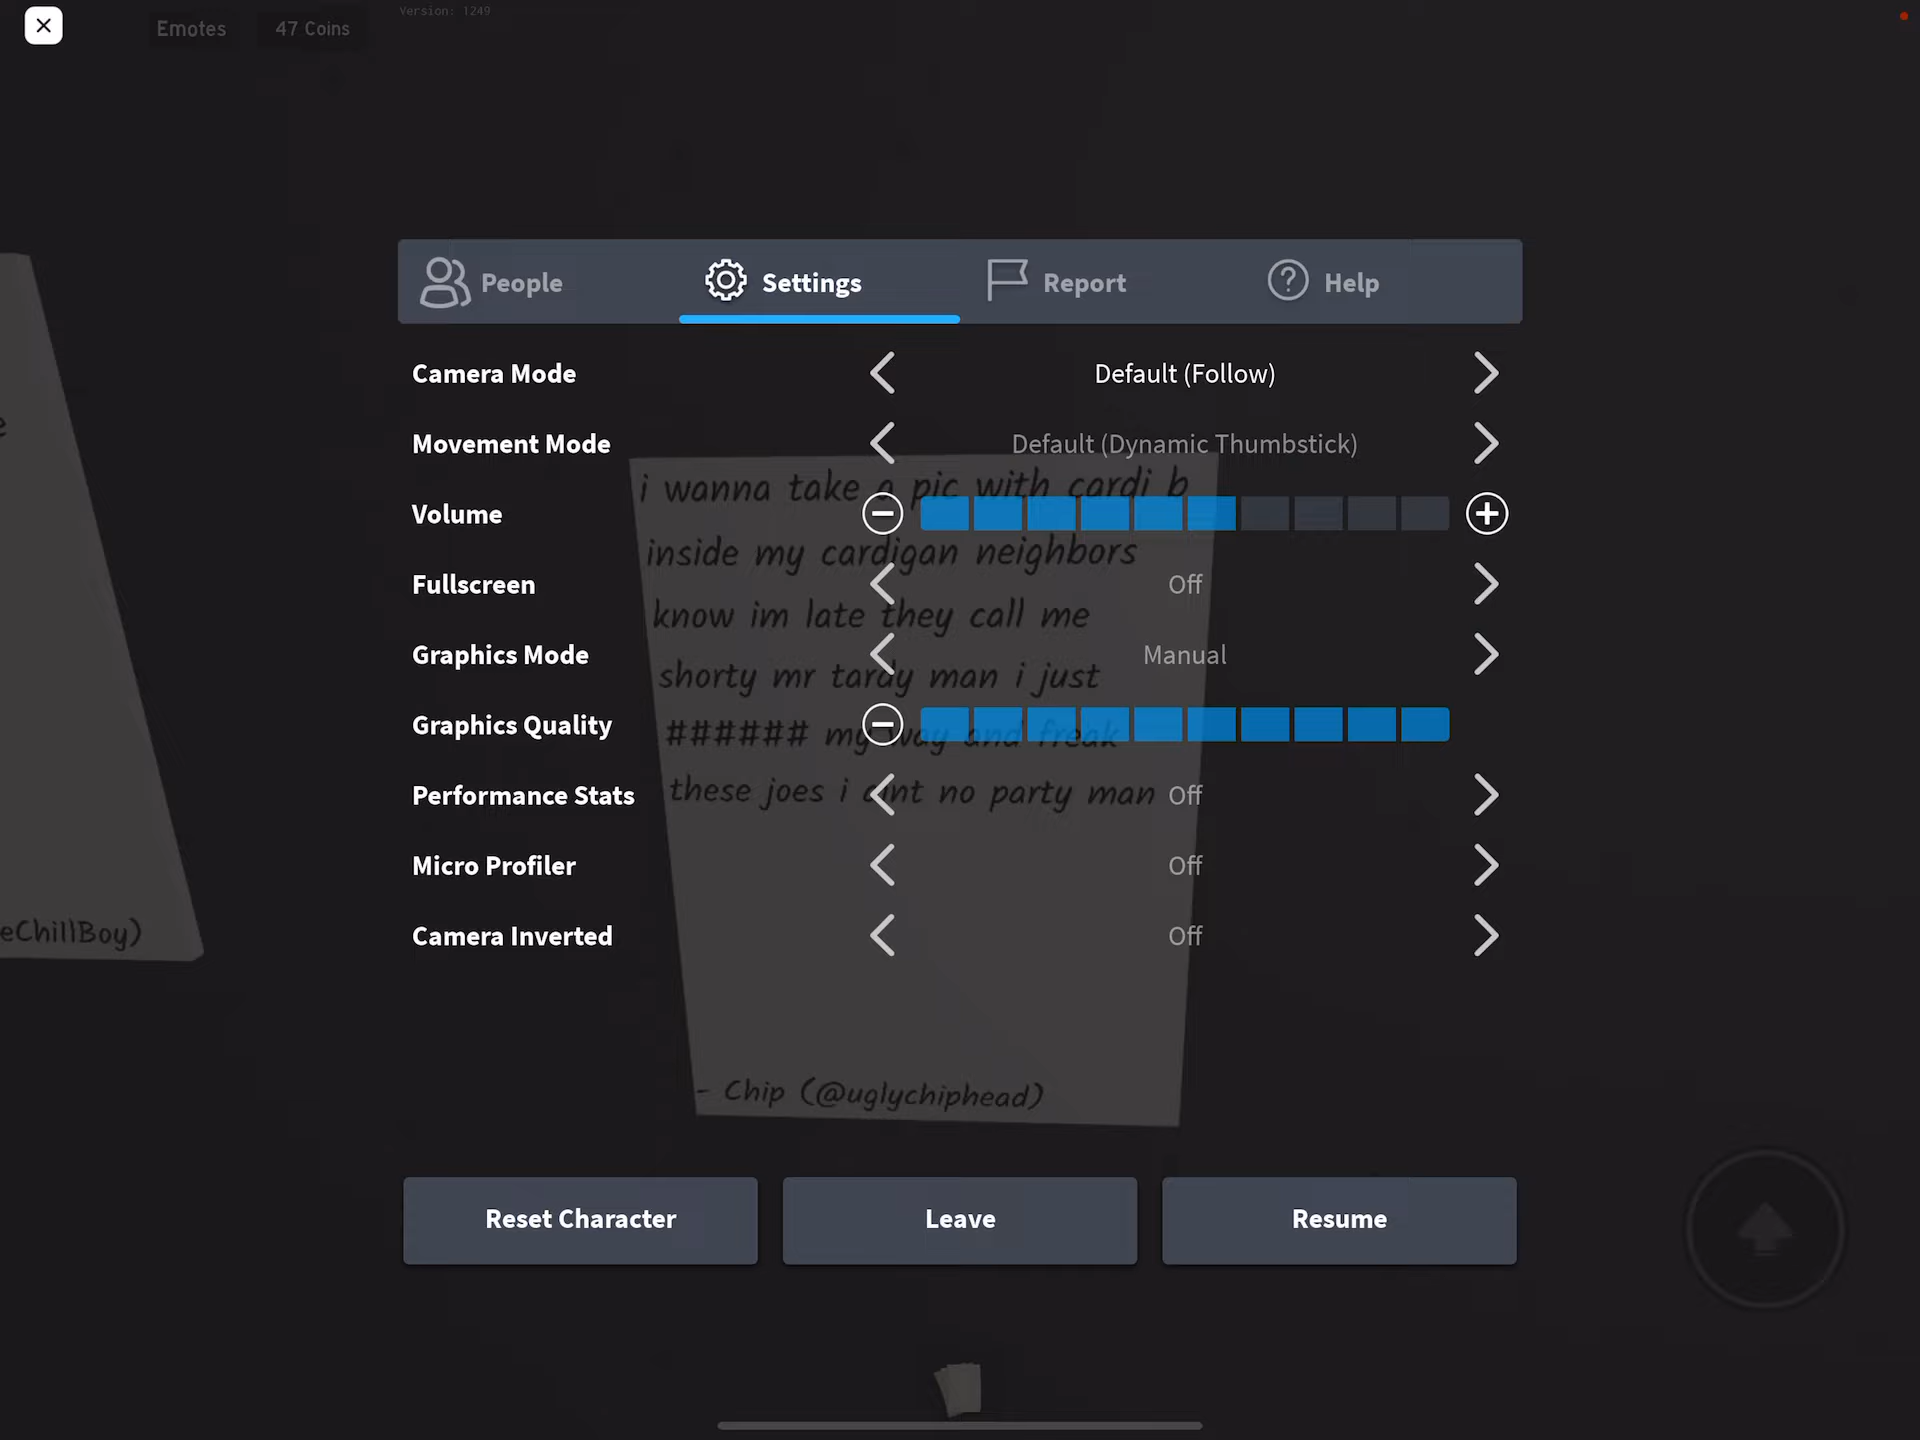 Version: 1249
Emotes
47 Coins
People
Settings
Report
Help
Camera Mode
Default (Follow)
Movement Mode
Default (Dynamic Thumbstick)
Volume
Fullscreen
Off
Graphics Mode
Manual
Graphics Quality
Performance Stats
Off
Micro Profiler
Off
Camera Inverted
Off
i wanna take a pic with cardi b
inside my cardigan neighbors
know im late they call me
shorty mr tardy man i just
###### my way and freak
these joes i aint no party man
- Chip (@uglychiphead)
e
eChillBoy)
Reset Character
Leave
Resume